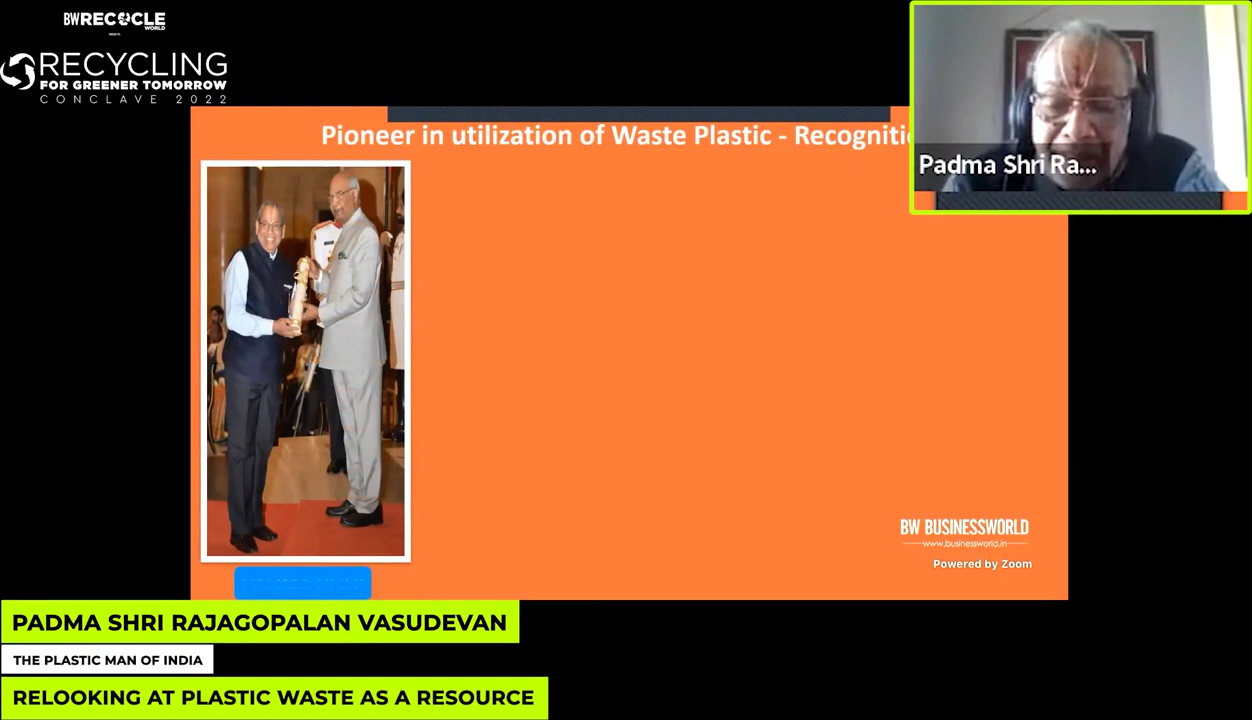 BW RECYCLE
WORLD
RECYCLING
FOR GREENER TOMORROW
CONCLAVE 2022
Pioneer in utilization of Waste Plastic - Recogniti
Padma Shri Ra...
BW BUSINESSWORLD
www.businessworld.in
Powered by Zoom
PADMA SHRI RAJAGOPALAN VASUDEVAN
THE PLASTIC MAN OF INDIA
RELOOKING AT PLASTIC WASTE AS A RESOURCE